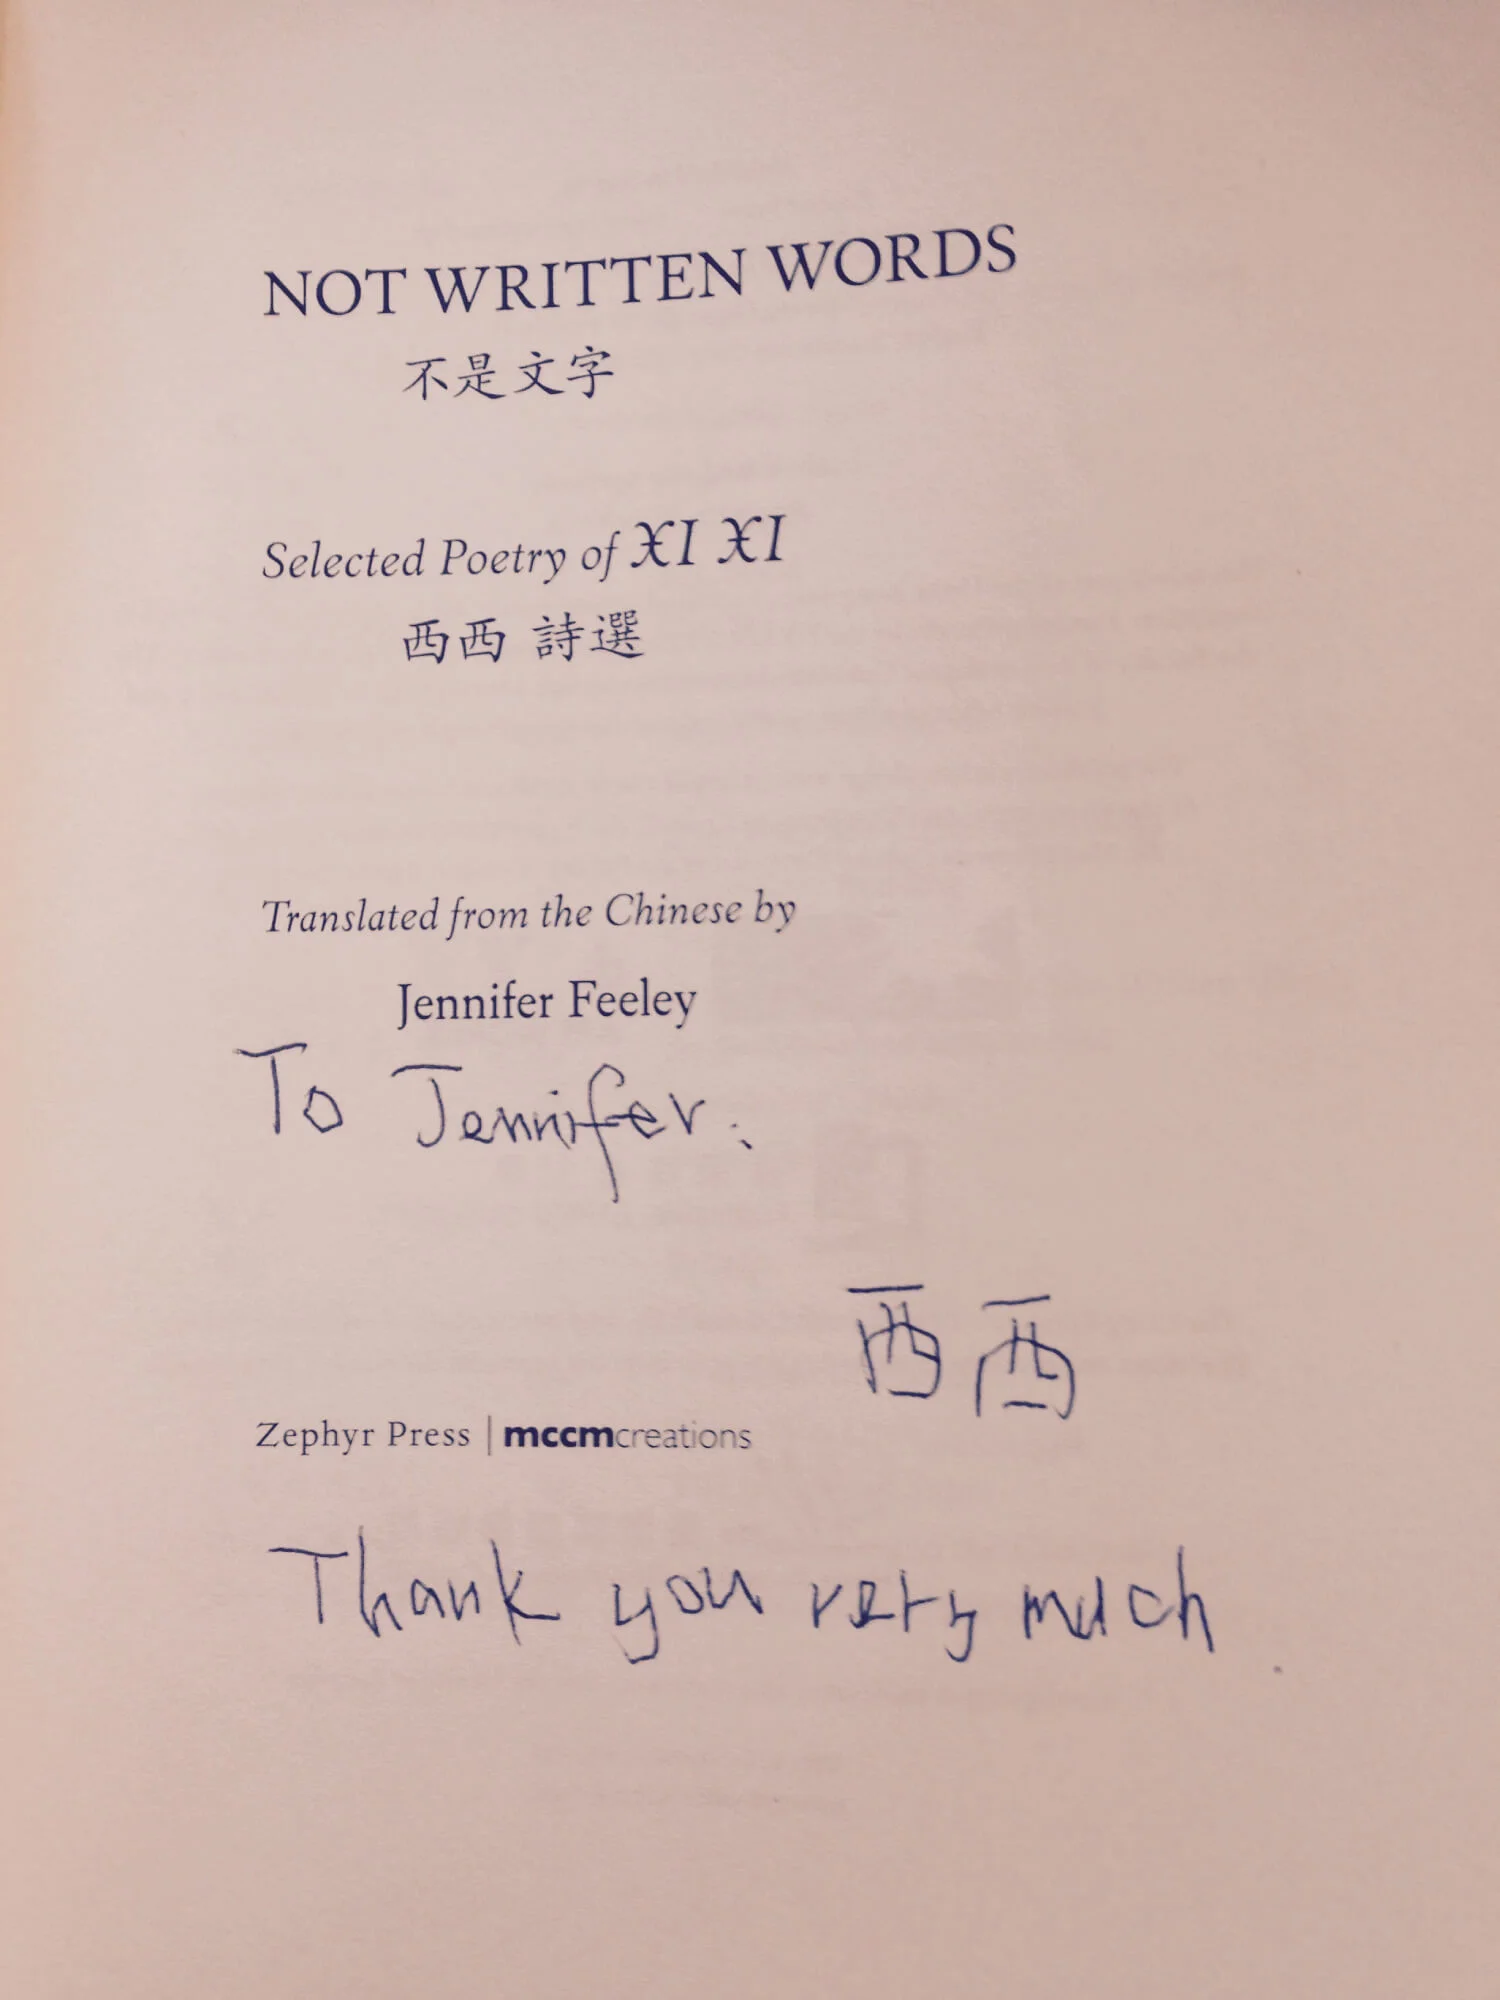 NOT WRITTEN WORDS
不是文字
Selected Poetry of XI XI
西西 詩選
Translated from the Chinese by
Jennifer Feeley
To Jennifer:
西西
Zephyr Press | mccmcreations
Thank you very much.